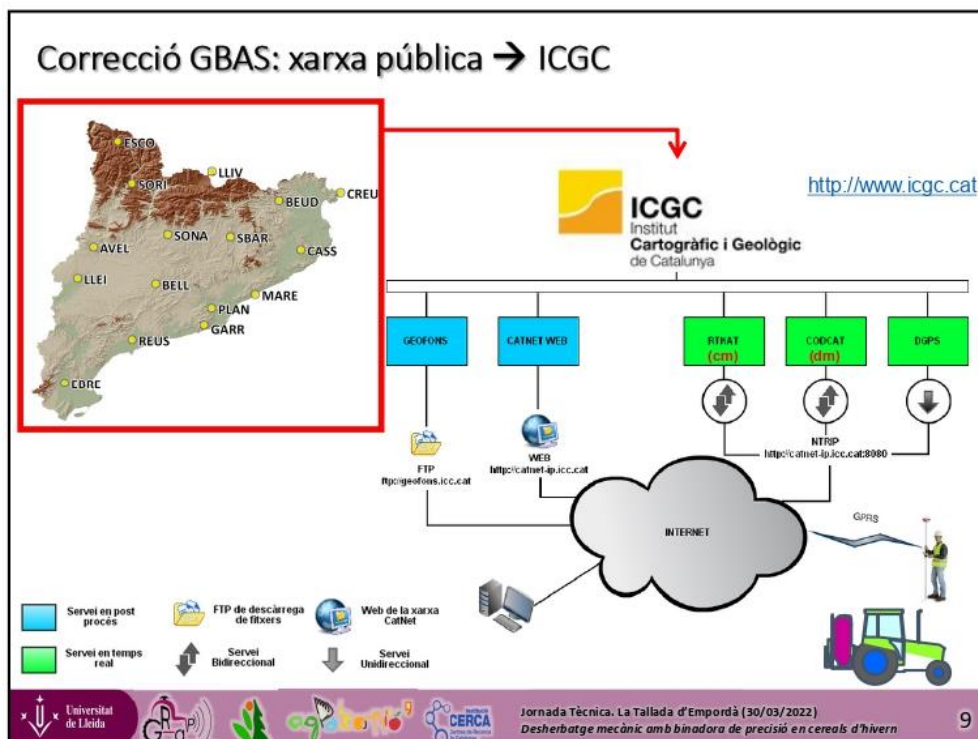 Correcció GBAS: xarxa pública → ICGC
ESCO
LLIV
SORI
CREU
BEUD
SONA
SBAR
AVEL
CASS
LLEI
BELL
MARE
PLAN
GARR
REUS
EBRE
http://www.icgc.cat
ICGC
Institut
Cartogràfic i Geològic
de Catalunya
GEOFONS
CATNET WEB
RTKAT
(cm)
CODCAT
(dm)
DGPS
FTP
ftp://geofons.icc.cat
WEB
http://catnet-ip.icc.cat
NTRIP
http://catnet-ip.icc.cat:8080
INTERNET
GPRS
Servei en post
procés
FTP de descàrrega
de fitxers
Web de la xarxa
CatNet
Servei en temps
real
Servei
Bidireccional
Servei
Unidireccional
Universitat
de Lleida
CERCA
Jornada Tècnica. La Tallada d'Empordà (30/03/2022)
Desherbatge mecànic amb binadora de precisió en cereals d'hivern
9